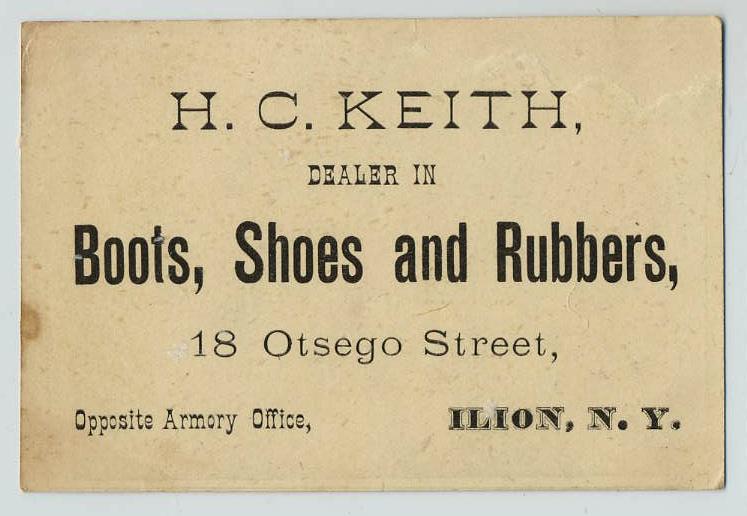 H. C. KEITH,
DEALER IN
Boots, Shoes and Rubbers,
18 Otsego Street,
Opposite Armory Office, ILION, N. Y.